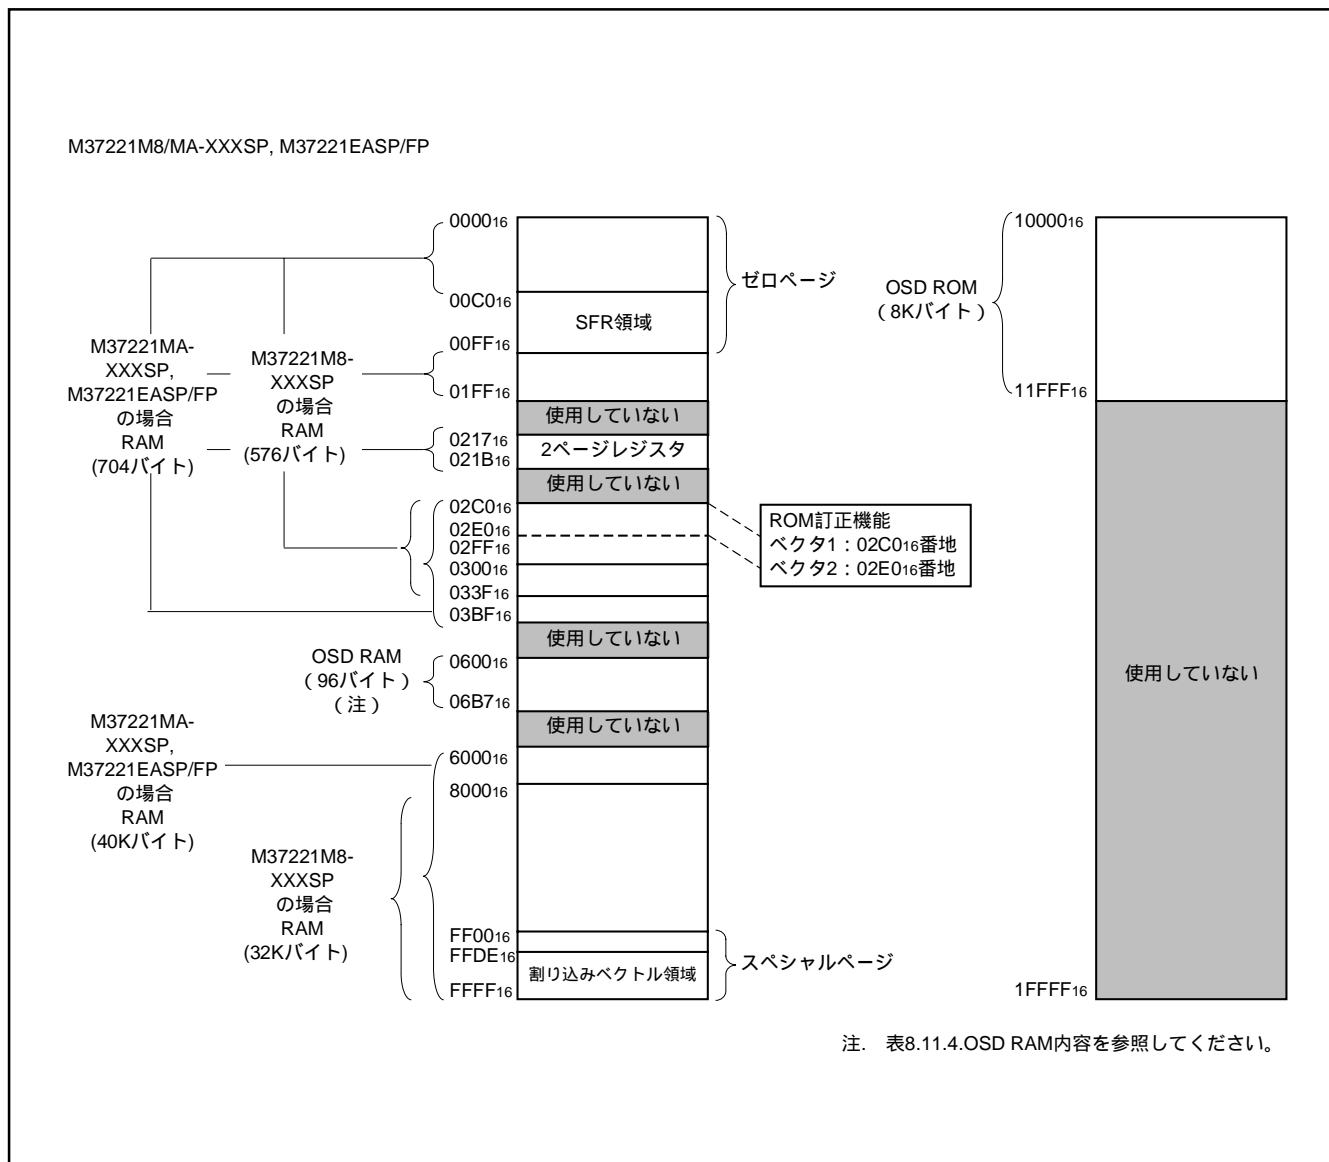 M37221M8/MA-XXXSP, M37221EASP/FP
000016
00C016
SFR領域
00FF16
01FF16
使用していない
021716
2ページレジスタ
021B16
使用していない
02C016
02E016
02FF16
030016
033F16
03BF16
使用していない
060016
06B716
使用していない
600016
800016
FF0016
FFDE16
割り込みベクトル領域
FFFF16
ゼロページ
スペシャルページ
M37221MA-
XXXSP,
M37221EASP/FP
の場合
RAM
(704バイト)
M37221M8-
XXXSP
の場合
RAM
(576バイト)
OSD RAM
(96バイト)
(注)
M37221MA-
XXXSP,
M37221EASP/FP
の場合
RAM
(40Kバイト)
M37221M8-
XXXSP
の場合
RAM
(32Kバイト)
ROM訂正機能
ベクタ1:02C016番地
ベクタ2:02E016番地
OSD ROM
(8Kバイト)
1000016
11FFF16
使用していない
1FFFF16
注. 表8.11.4.OSD RAM内容を参照してください。